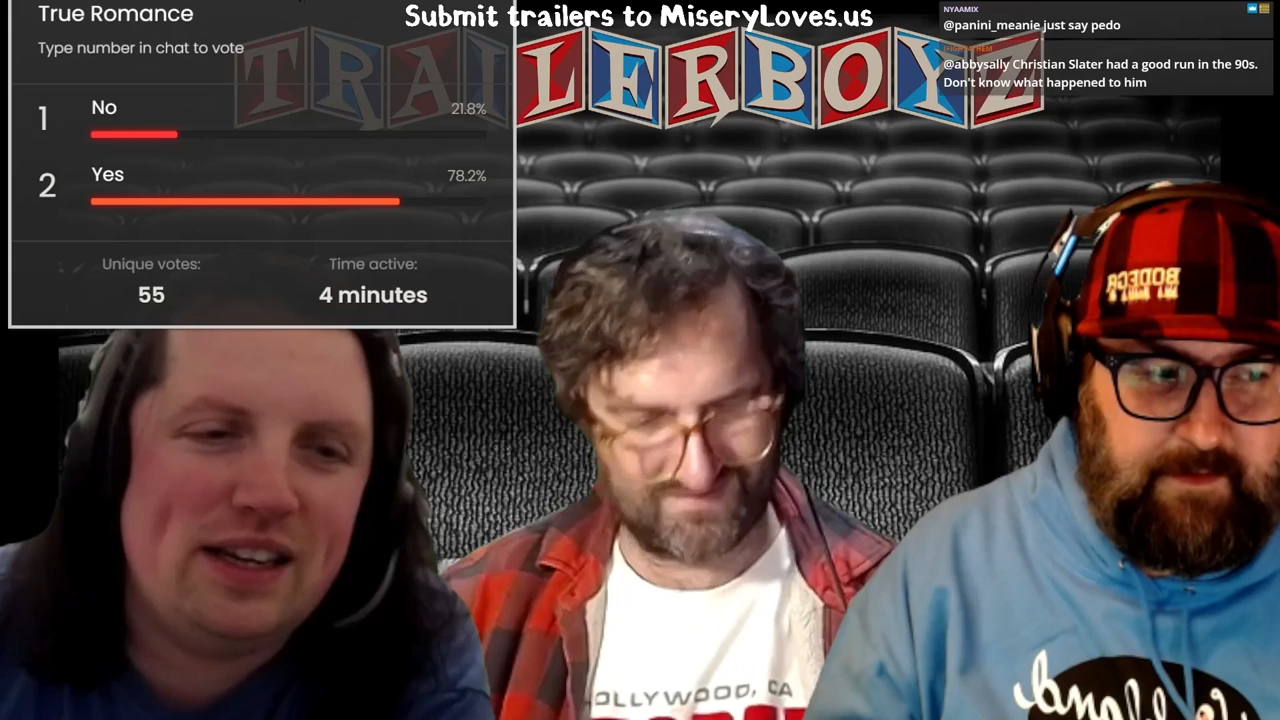 True Romance
Type number in chat to vote
1 No 21.8%
2 Yes 78.2%
Unique votes: Time active:
55 4 minutes
Submit trailers to MiseryLoves.us
TRAILERBOYZ
NYAAMIX
@panini_meanie just say pedo
@abbysally Christian Slater had a good run in the 90s.
Don't know what happened to him
BODEGA
OLLYWOOD, CA